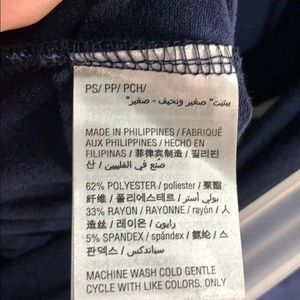 PS/ PP/ PCH/
بيتيت" صغير ونحيف - صغير"
MADE IN PHILIPPINES / FABRIQUÉ
AUX PHILIPPINES / HECHO EN
FILIPINAS / 菲律宾制造 / 필리핀산
صنع في الفلبين /
62% POLYESTER / poliéster / 聚酯
纤维 / 폴리에스테르 / بولي أستر
33% RAYON / RAYONNE / rayón / 人
造丝 / 레이온 / رايون
5% SPANDEX / spándex / 氨纶 / 스
판덱스 / سباندكس
MACHINE WASH COLD GENTLE
CYCLE WITH LIKE COLORS. ONLY